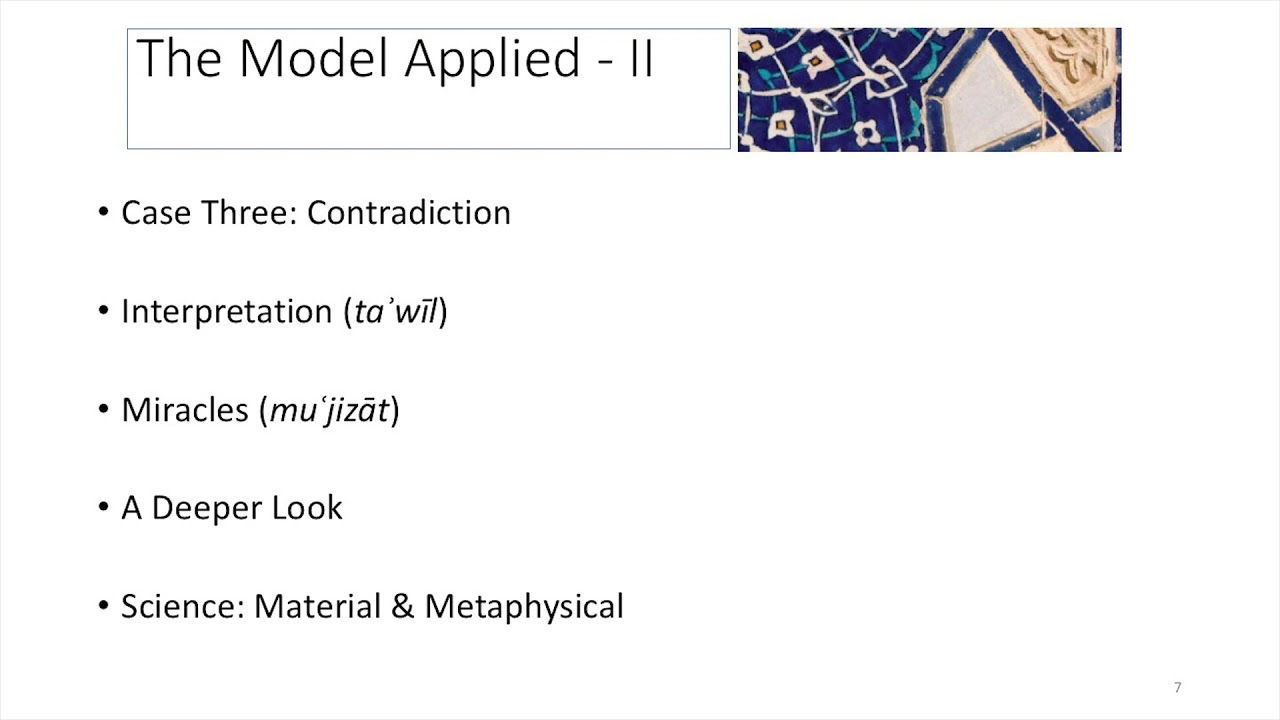 The Model Applied - II
• Case Three: Contradiction
• Interpretation (taʾwīl)
• Miracles (muʿjizāt)
• A Deeper Look
• Science: Material & Metaphysical
7